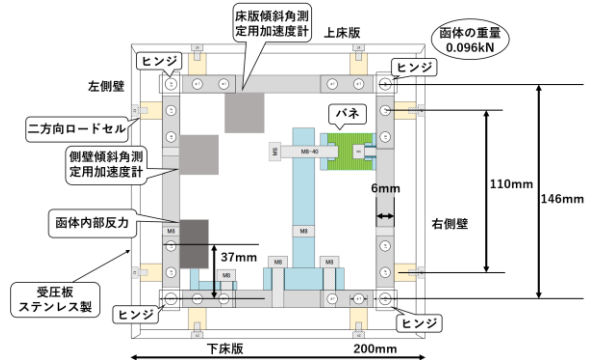 床版傾斜角測
定用加速度計
上床版
函体の重量
0.096kN
ヒンジ
ヒンジ
左側壁
バネ
二方向ロードセル
M8
M8-40
側壁傾斜角測
定用加速度計
6mm
110mm
146mm
函体内部反力
M8
M8
右側壁
37mm
M8
M8
M8
受圧板
ステンレス製
ヒンジ
ヒンジ
下床版
200mm